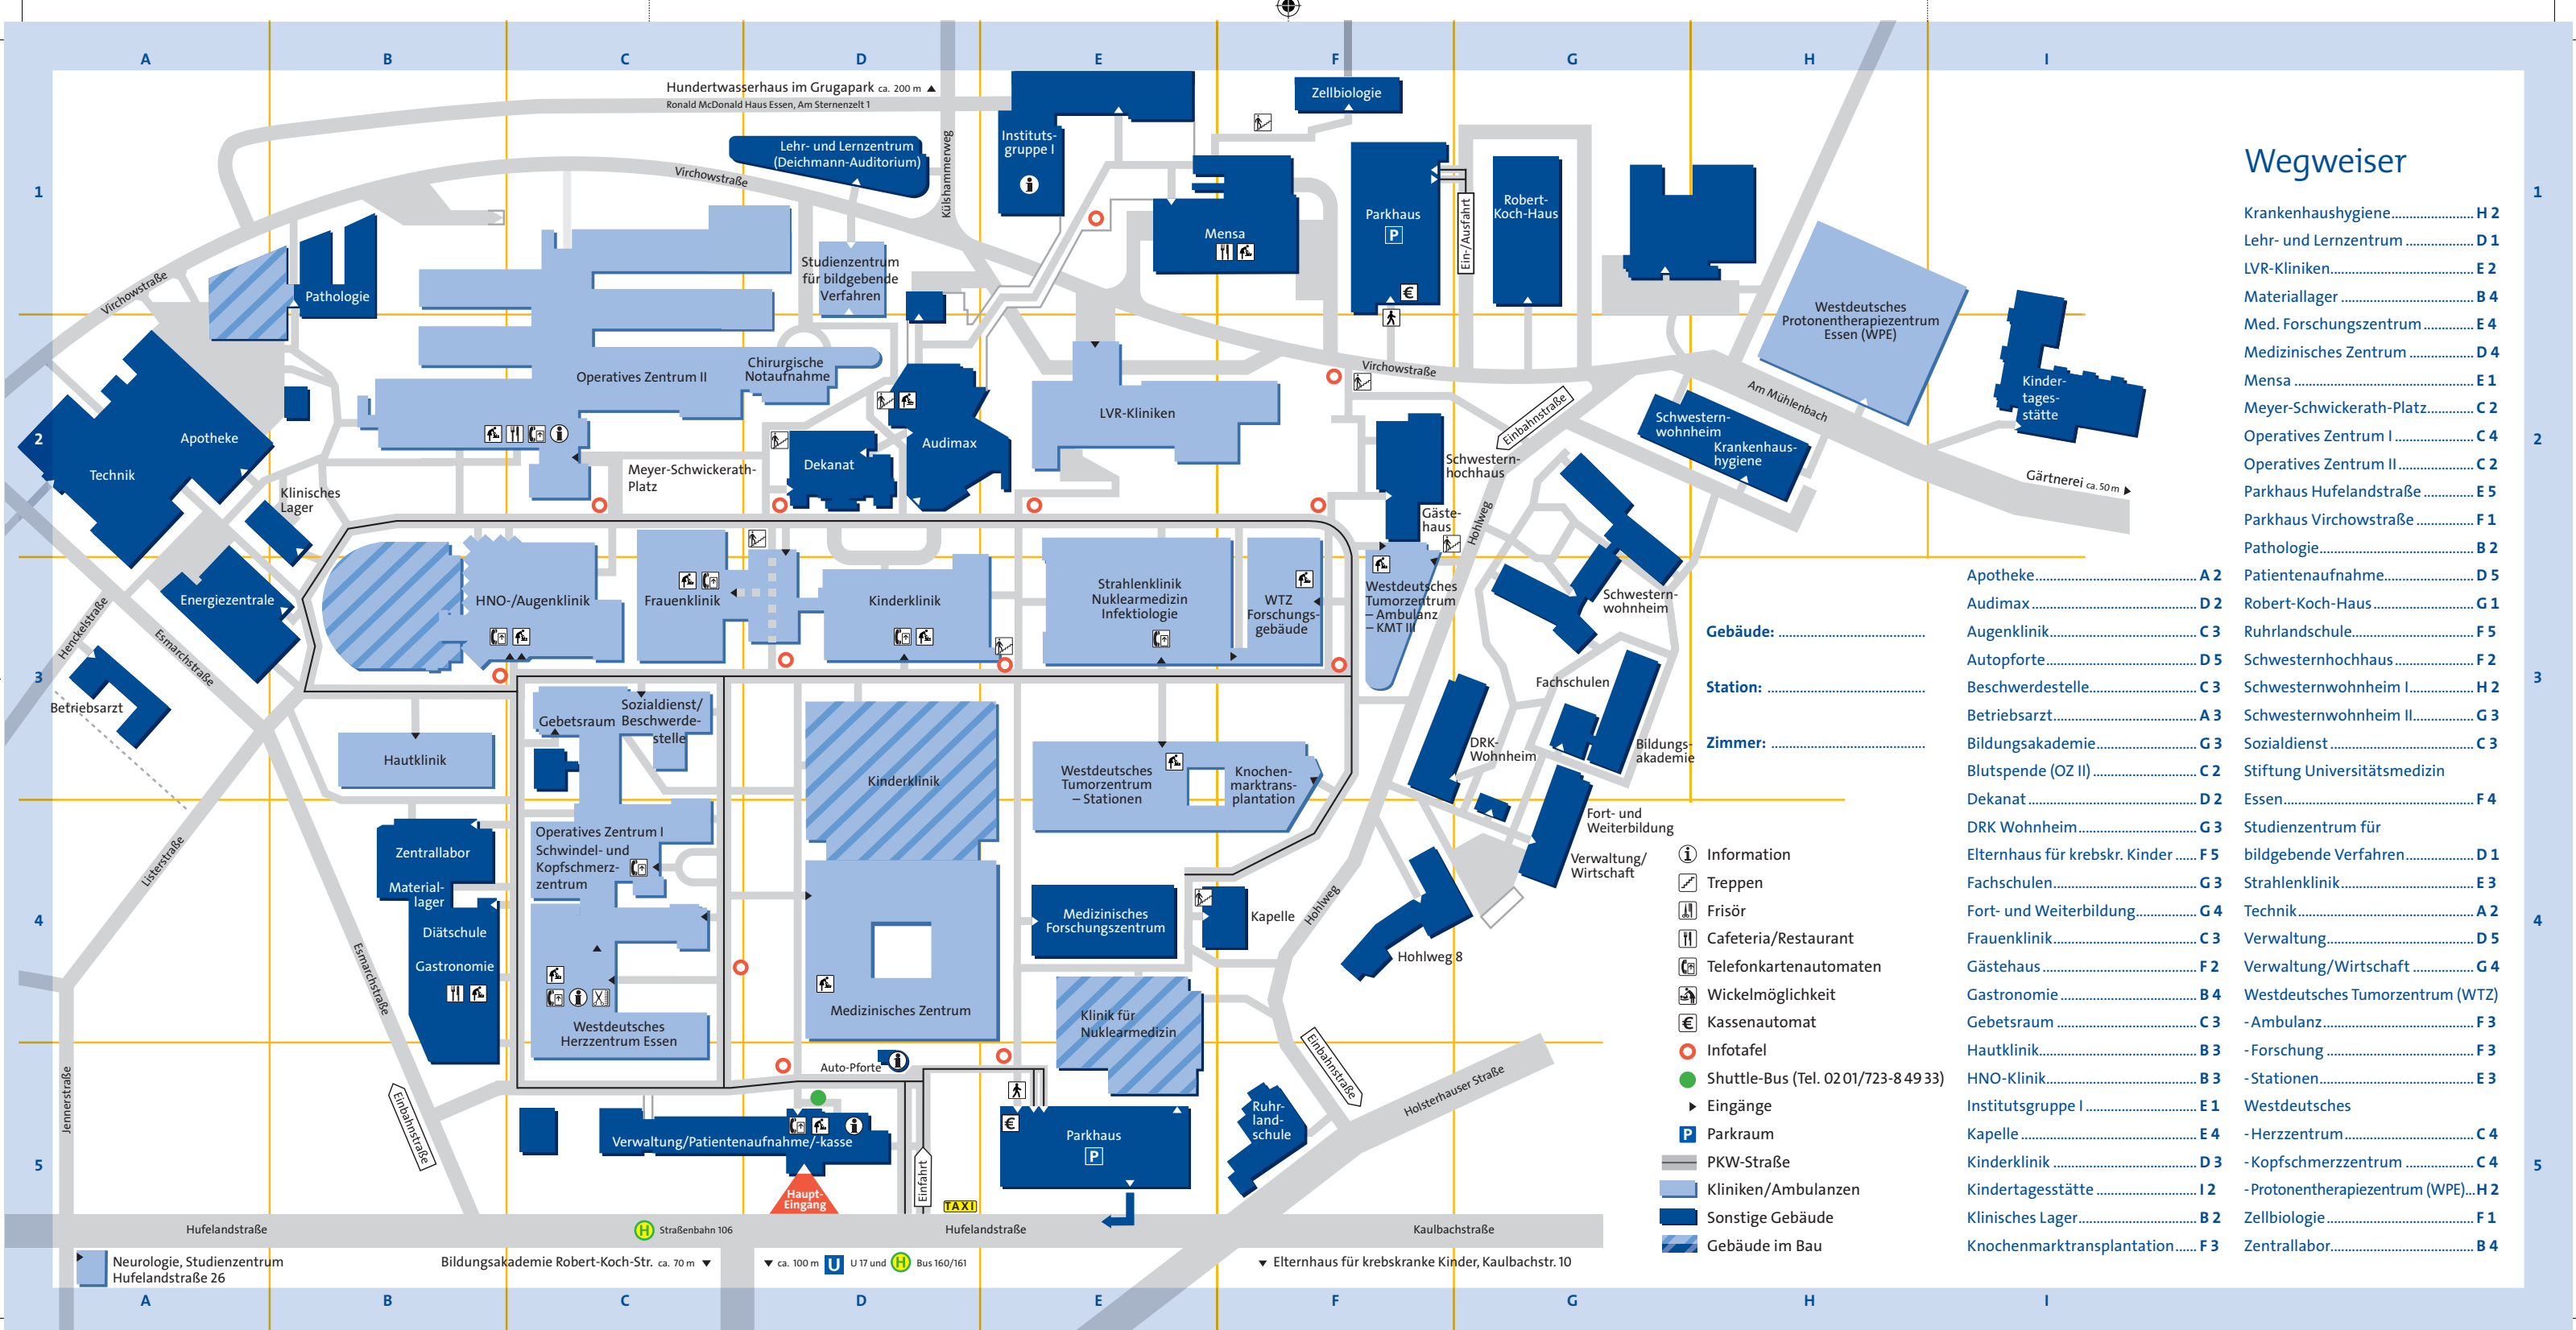 A
B
C
D
E
F
G
H
I
Hundertwasserhaus im Grugapark ca. 200 m
Ronald McDonald Haus Essen, Am Sternenzelt 1
Zellbiologie
Lehr- und Lernzentrum
(Deichmann-Auditorium)
Instituts-
gruppe I
Külshammerweg
Virchowstraße
1
1
Wegweiser
Parkhaus
P
€
Ein-/Ausfahrt
Robert-
Koch-Haus
Mensa
Studienzentrum
für bildgebende
Verfahren
Virchowstraße
Pathologie
Westdeutsches
Protonentherapiezentrum
Essen (WPE)
Chirurgische
Notaufnahme
Operatives Zentrum II
LVR-Kliniken
Virchowstraße
Einbahnstraße
Am Mühlenbach
Kinder-
tages-
stätte
Schwestern-
wohnheim
Krankenhaus-
hygiene
2
2
Apotheke
Technik
Audimax
Dekanat
Meyer-Schwickerath-
Platz
Schwestern-
hochhaus
Gärtnerei ca. 50 m
Klinisches
Lager
Gäste-
haus
Hohlweg
Energiezentrale
HNO-/Augenklinik
Frauenklinik
Kinderklinik
Strahlenklinik
Nuklearmedizin
Infektiologie
WTZ
Forschungs-
gebäude
Westdeutsches
Tumorzentrum
– Ambulanz
– KMT III
Schwestern-
wohnheim
Henckelstraße
Esmarchstraße
3
3
Betriebsarzt
Gebetsraum
Sozialdienst/
Beschwerde-
stelle
Hautklinik
Kinderklinik
Westdeutsches
Tumorzentrum
– Stationen
Knochen-
marktrans-
plantation
Fachschulen
DRK-
Wohnheim
Bildungs-
akademie
Gebäude:
Station:
Zimmer:
Listerstraße
Zentrallabor
Material-
lager
Diätschule
Gastronomie
Operatives Zentrum I
Schwindel- und
Kopfschmerz-
zentrum
Westdeutsches
Herzzentrum Essen
Medizinisches Zentrum
Medizinisches
Forschungszentrum
Kapelle
Hohlweg
Hohlweg 8
Fort- und
Weiterbildung
Verwaltung/
Wirtschaft
4
4
Esmarchstraße
Klinik für
Nuklearmedizin
Auto-Pforte
Jennerstraße
Einbahnstraße
Verwaltung/Patientenaufnahme/-kasse
Haupt-
Eingang
Einfahrt
TAXI
€
Parkhaus
P
Ruhr-
land-
schule
Einbahnstraße
Holsterhauser Straße
5
5
Hufelandstraße
H Straßenbahn 106
Hufelandstraße
Kaulbachstraße
Neurologie, Studienzentrum
Hufelandstraße 26
Bildungsakademie Robert-Koch-Str. ca. 70 m
ca. 100 m U U 17 und H Bus 160/161
Elternhaus für krebskranke Kinder, Kaulbachstr. 10
Information
Treppen
Frisör
Cafeteria/Restaurant
Telefonkartenautomaten
Wickelmöglichkeit
€ Kassenautomat
Infotafel
Shuttle-Bus (Tel. 02 01/723-8 49 33)
Eingänge
P Parkraum
PKW-Straße
Kliniken/Ambulanzen
Sonstige Gebäude
Gebäude im Bau
Apotheke A 2
Audimax D 2
Augenklinik C 3
Autopforte D 5
Beschwerdestelle C 3
Betriebsarzt A 3
Bildungsakademie G 3
Blutspende (OZ II) C 2
Dekanat D 2
DRK Wohnheim G 3
Elternhaus für krebskr. Kinder F 5
Fachschulen G 3
Fort- und Weiterbildung G 4
Frauenklinik C 3
Gästehaus F 2
Gastronomie B 4
Gebetsraum C 3
Hautklinik B 3
HNO-Klinik B 3
Institutsgruppe I E 1
Kapelle E 4
Kinderklinik D 3
Kindertagesstätte I 2
Klinisches Lager B 2
Knochenmarktransplantation F 3
Krankenhaushygiene H 2
Lehr- und Lernzentrum D 1
LVR-Kliniken E 2
Materiallager B 4
Med. Forschungszentrum E 4
Medizinisches Zentrum D 4
Mensa E 1
Meyer-Schwickerath-Platz C 2
Operatives Zentrum I C 4
Operatives Zentrum II C 2
Parkhaus Hufelandstraße E 5
Parkhaus Virchowstraße F 1
Pathologie B 2
Patientenaufnahme D 5
Robert-Koch-Haus G 1
Ruhrlandschule F 5
Schwesternhochhaus F 2
Schwesternwohnheim I H 2
Schwesternwohnheim II G 3
Sozialdienst C 3
Stiftung Universitätsmedizin
Essen F 4
Studienzentrum für
bildgebende Verfahren D 1
Strahlenklinik E 3
Technik A 2
Verwaltung D 5
Verwaltung/Wirtschaft G 4
Westdeutsches Tumorzentrum (WTZ)
- Ambulanz F 3
- Forschung F 3
- Stationen E 3
Westdeutsches
- Herzzentrum C 4
- Kopfschmerzzentrum C 4
- Protonentherapiezentrum (WPE) H 2
Zellbiologie F 1
Zentrallabor B 4
A
B
C
D
E
F
G
H
I